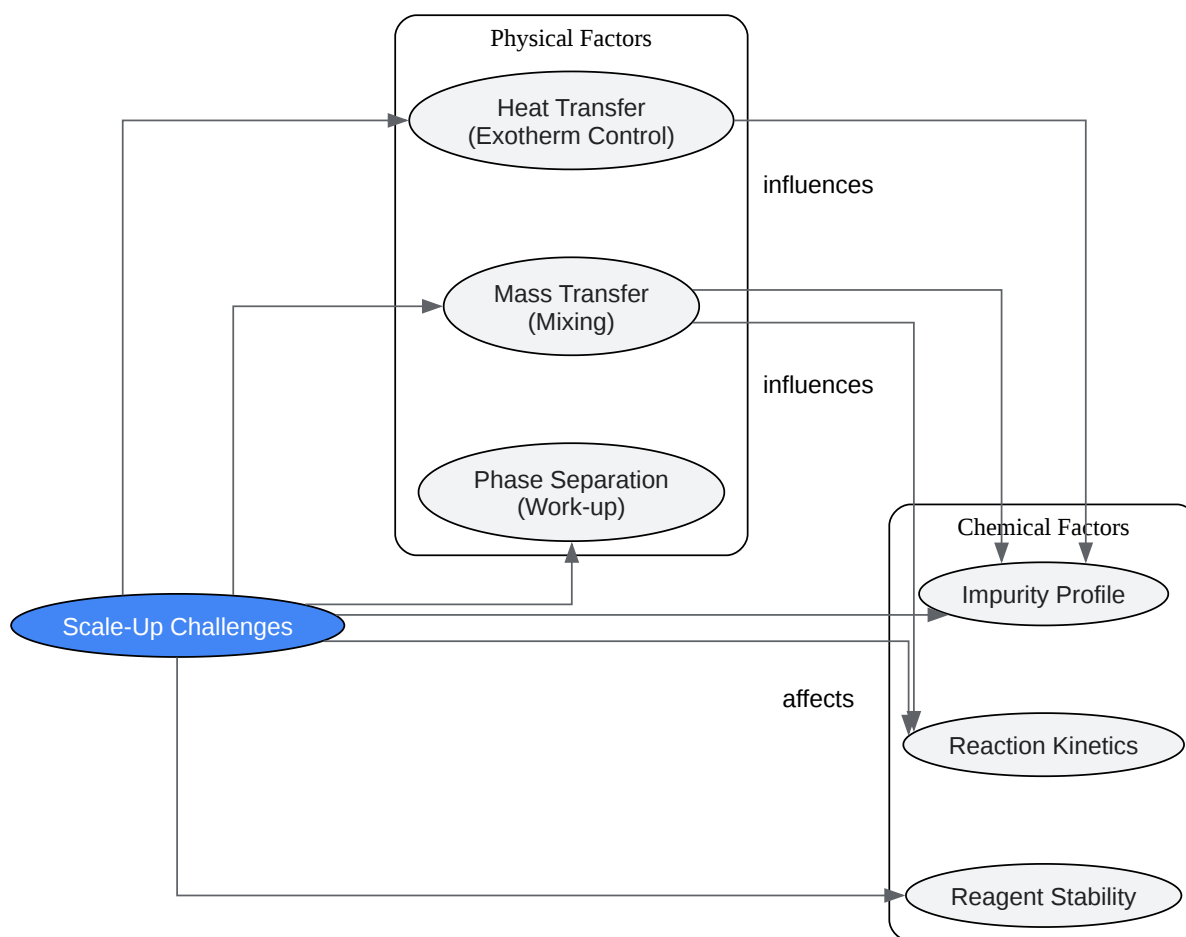 Physical Factors
Heat Transfer
(Exotherm Control)
influences
Mass Transfer
(Mixing)
influences
Phase Separation
(Work-up)
Chemical Factors
Impurity Profile
Scale-Up Challenges
affects
Reaction Kinetics
Reagent Stability